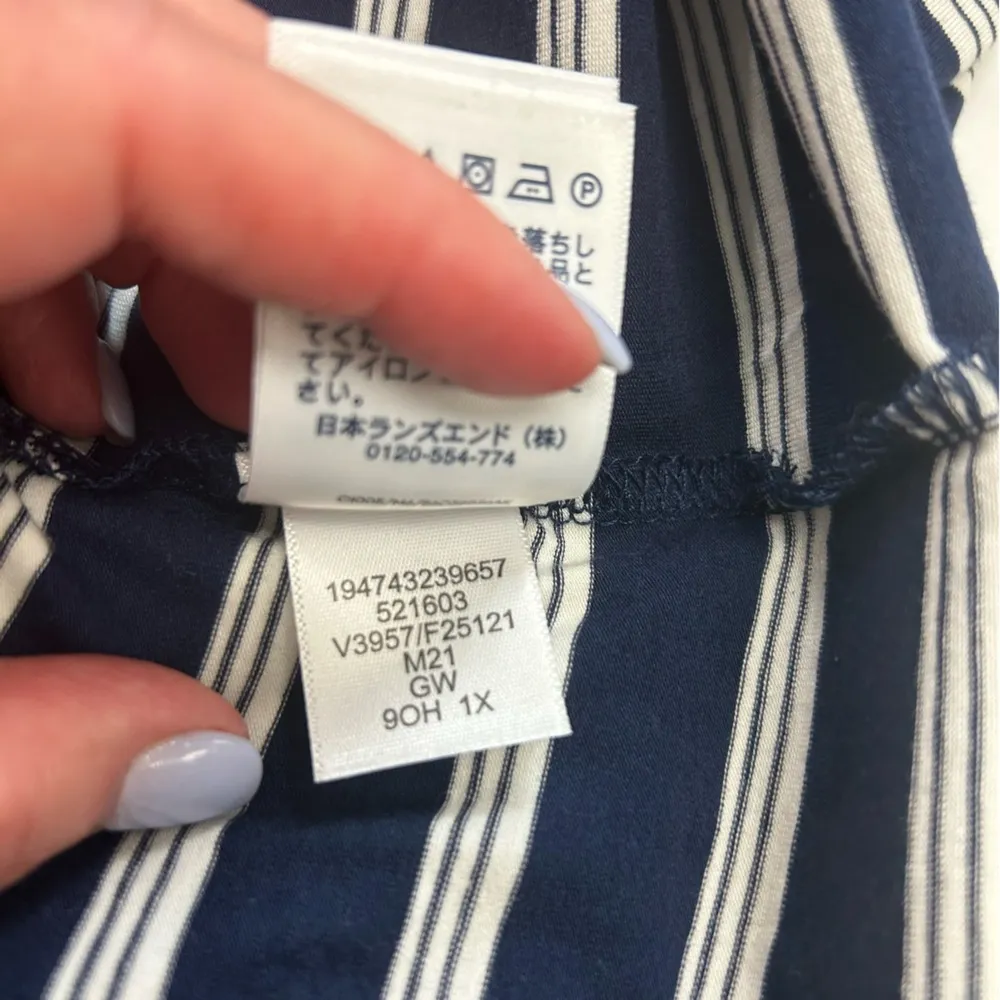 Ⓟ
落ちし
品と
てくだ
てアイロン
さい。
日本ランズエンド（株）
0120-554-774
194743239657
521603
V3957/F25121
M21
GW
9OH 1X